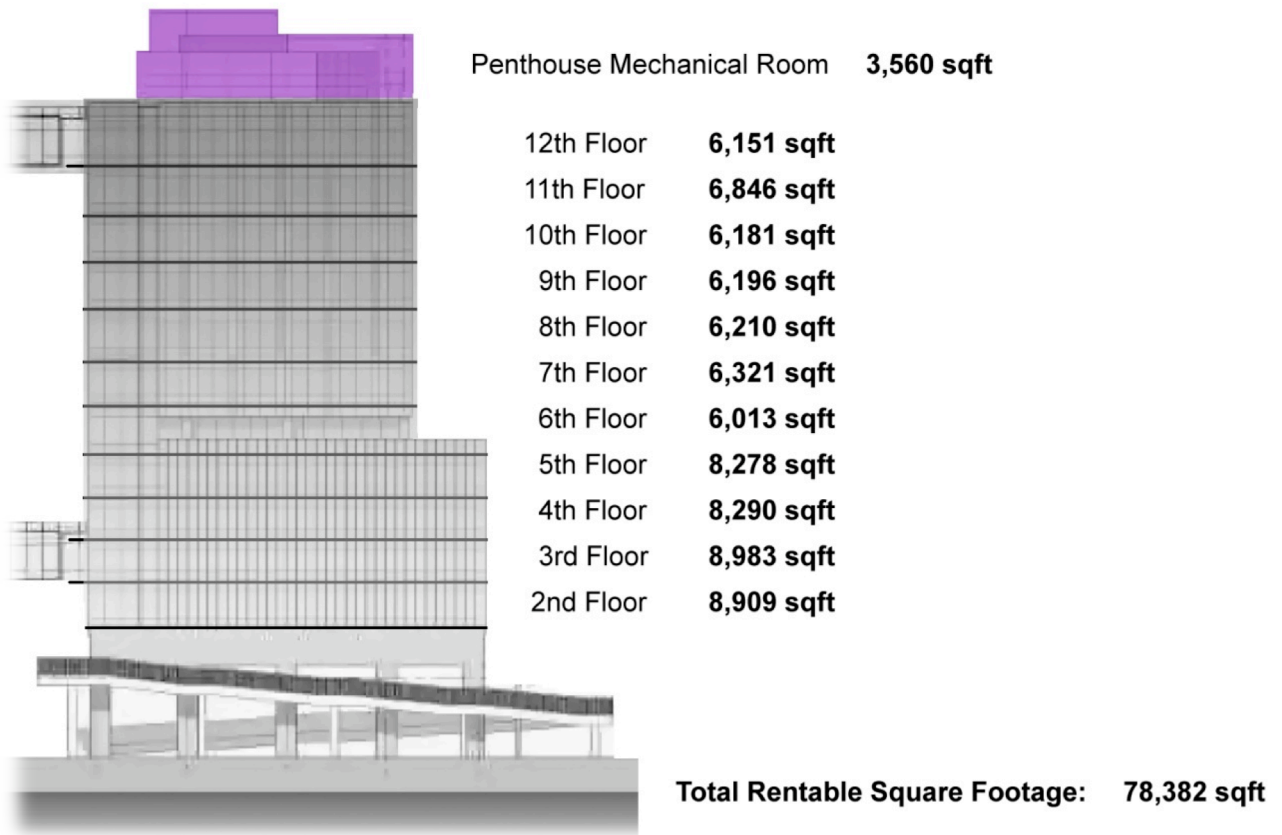 Penthouse Mechanical Room 3,560 sqft
12th Floor 6,151 sqft
11th Floor 6,846 sqft
10th Floor 6,181 sqft
9th Floor 6,196 sqft
8th Floor 6,210 sqft
7th Floor 6,321 sqft
6th Floor 6,013 sqft
5th Floor 8,278 sqft
4th Floor 8,290 sqft
3rd Floor 8,983 sqft
2nd Floor 8,909 sqft
Total Rentable Square Footage: 78,382 sqft